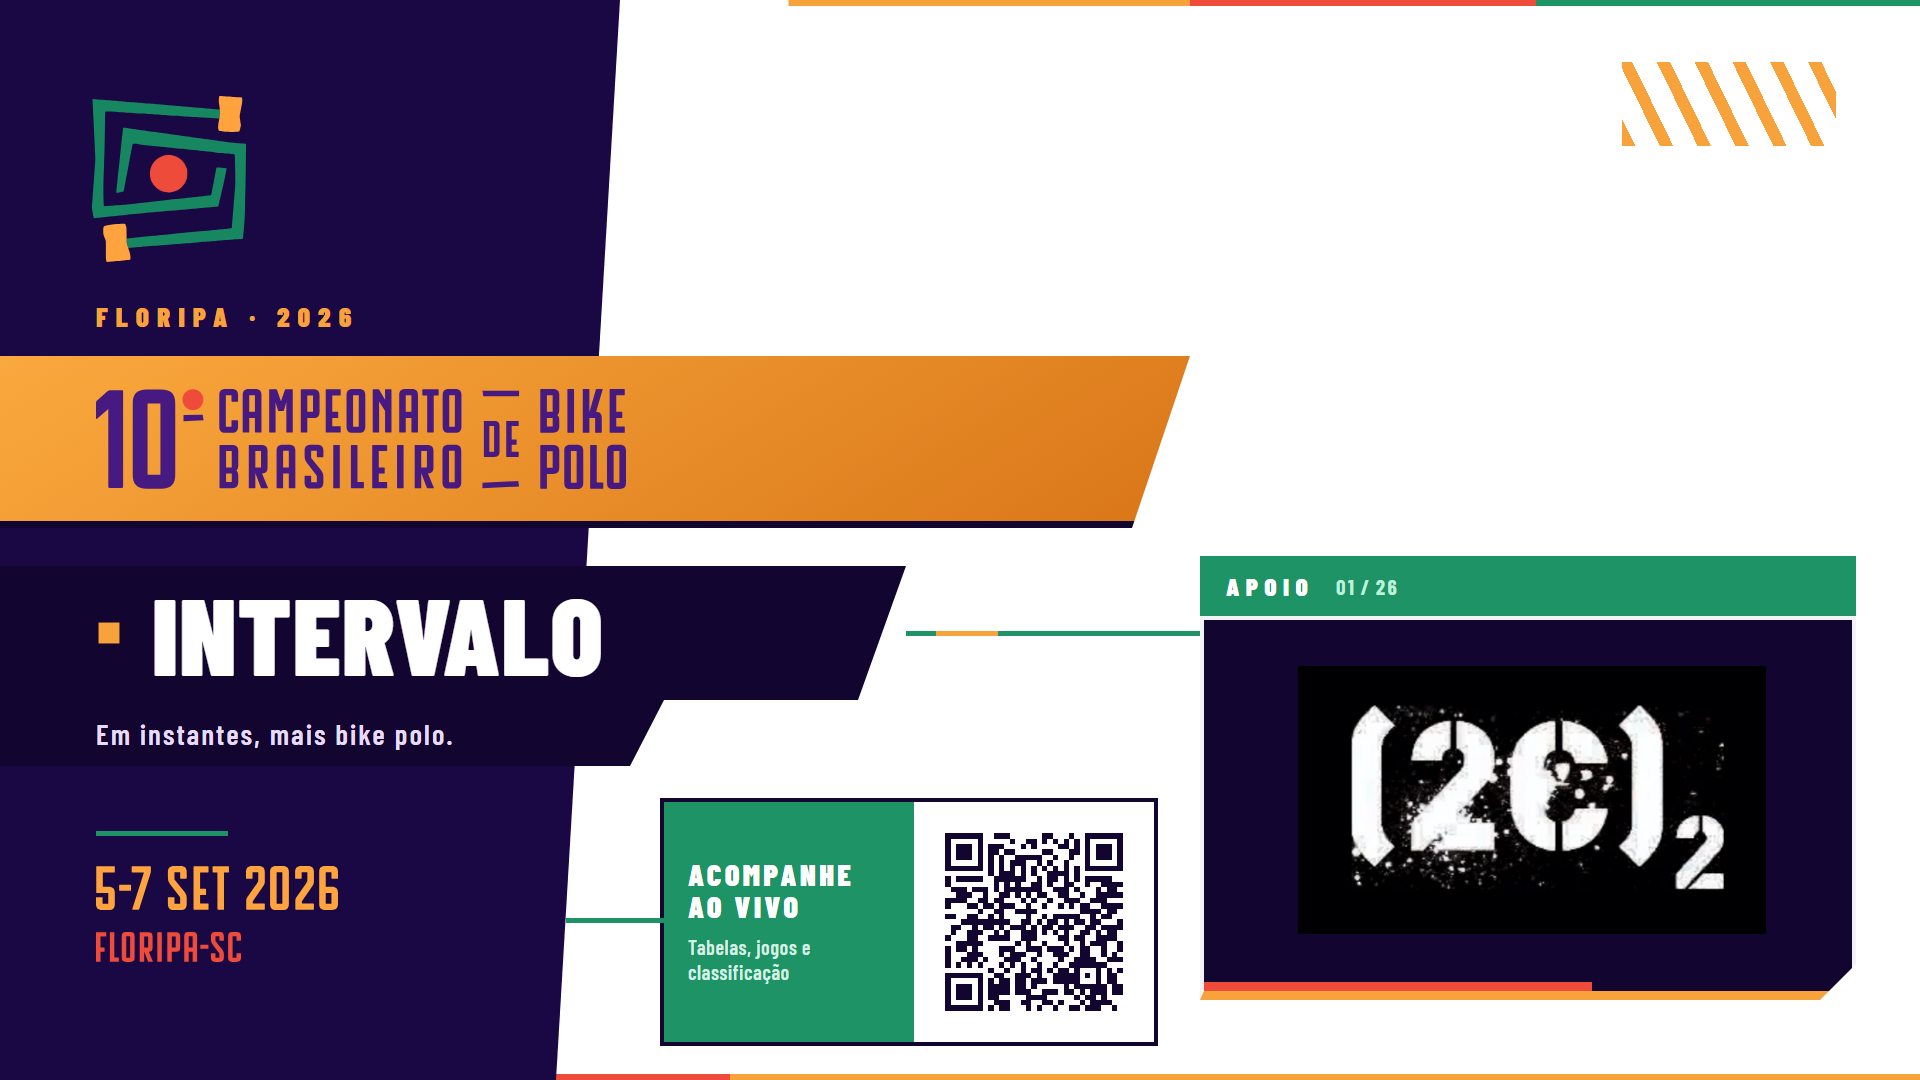 FLORIPA · 2026
10º CAMPEONATO BRASILEIRO DE BIKE POLO
INTERVALO
Em instantes, mais bike polo.
5-7 SET 2026
FLORIPA-SC
ACOMPANHE
AO VIVO
Tabelas, jogos e
classificação
APOIO 01 / 26
(2C)2